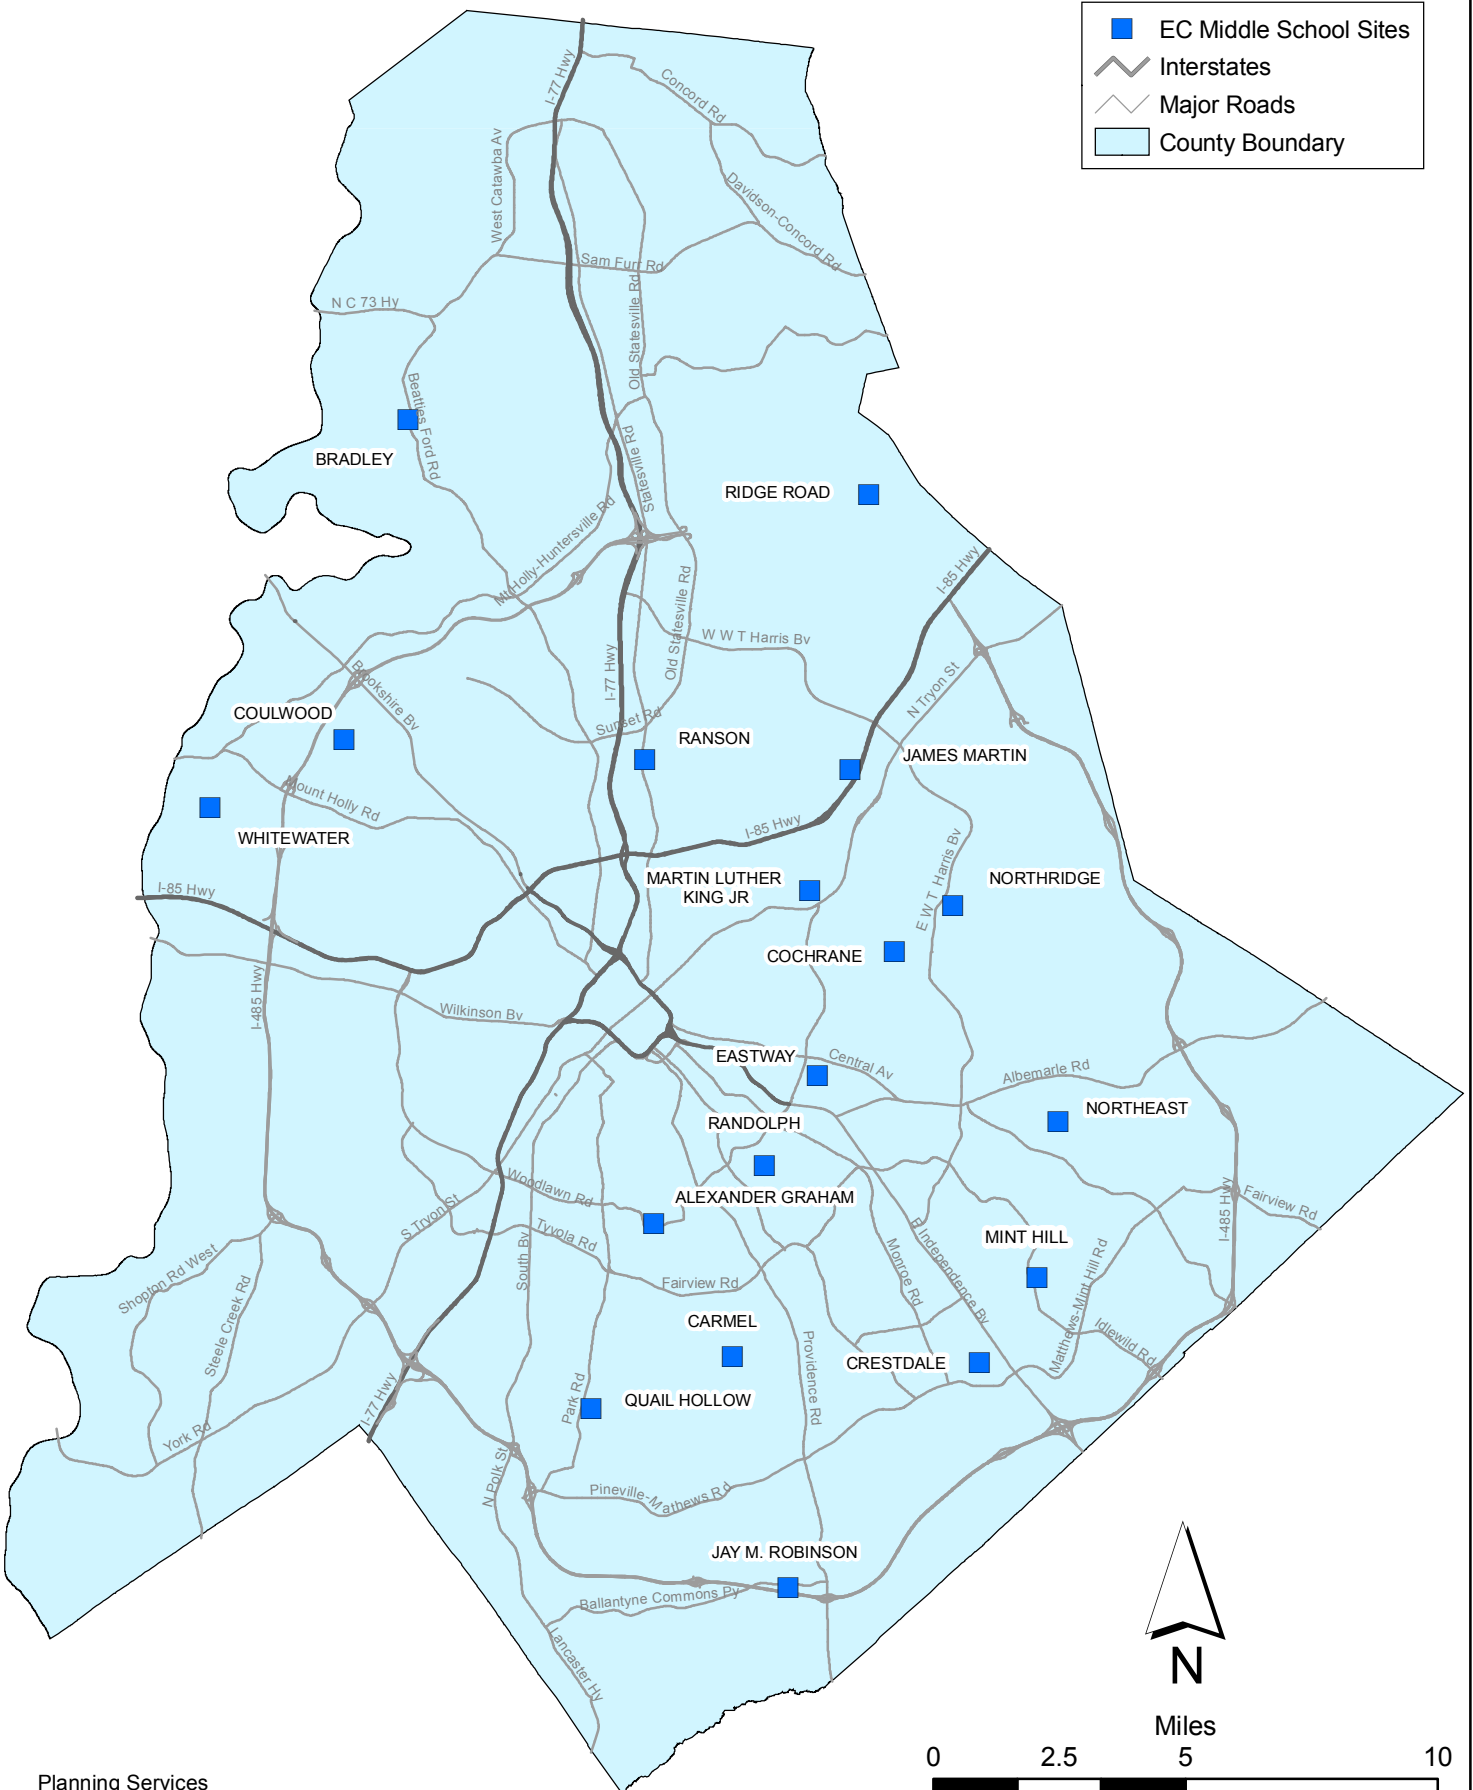 EC Middle School Sites
Interstates
Major Roads
County Boundary
I-77 Hwy
Concord Rd
West Catawba Av
Davidson-Concord Rd
Sam Furr Rd
N C 73 Hy
Old Statesville Rd
Beatties Ford Rd
BRADLEY
Statesville Rd
RIDGE ROAD
Mt Holly-Huntersville Rd
I-85 Hwy
Old Statesville Rd
W W T Harris Bv
I-77 Hwy
Brookshire Bv
N Tryon St
COULWOOD
Sunset Rd
RANSON
JAMES MARTIN
Mount Holly Rd
WHITEWATER
I-85 Hwy
E W T Harris Bv
MARTIN LUTHER
KING JR
NORTHRIDGE
I-85 Hwy
COCHRANE
I-485 Hwy
Wilkinson Bv
EASTWAY
Central Av
Albemarle Rd
NORTHEAST
RANDOLPH
Woodlawn Rd
ALEXANDER GRAHAM
I-485 Hwy
Fairview Rd
S Tryon St
Tyvola Rd
E Independence Bv
MINT HILL
Shopton Rd West
South Bv
Monroe Rd
Matthews-Mint Hill Rd
Fairview Rd
Steele Creek Rd
CARMEL
Idlewild Rd
Providence Rd
CRESTDALE
I-77 Hwy
Park Rd
QUAIL HOLLOW
York Rd
N Polk St
Pineville-Mathews Rd
JAY M. ROBINSON
Ballantyne Commons Py
Lancaster Hy
N
Miles
0 2.5 5 10
Planning Services